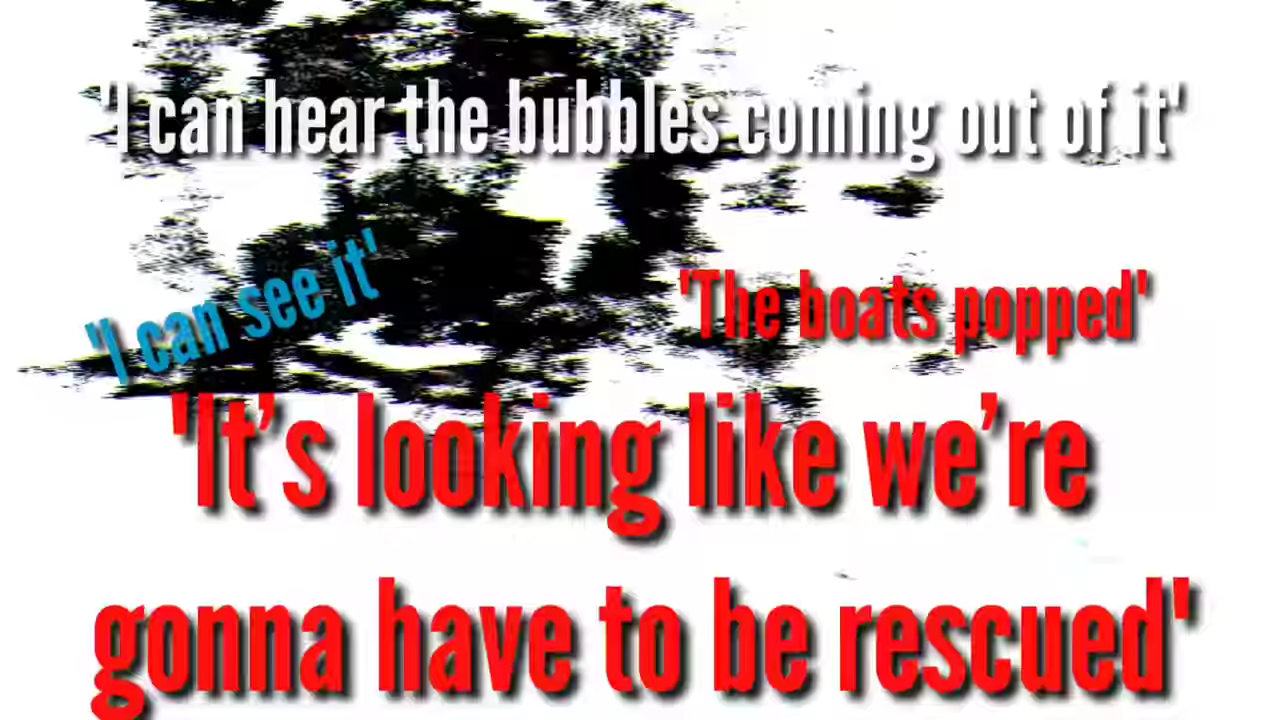 'I can hear the bubbles coming out of it'
'I can see it'
'The boats popped'
'It’s looking like we’re
gonna have to be rescued'